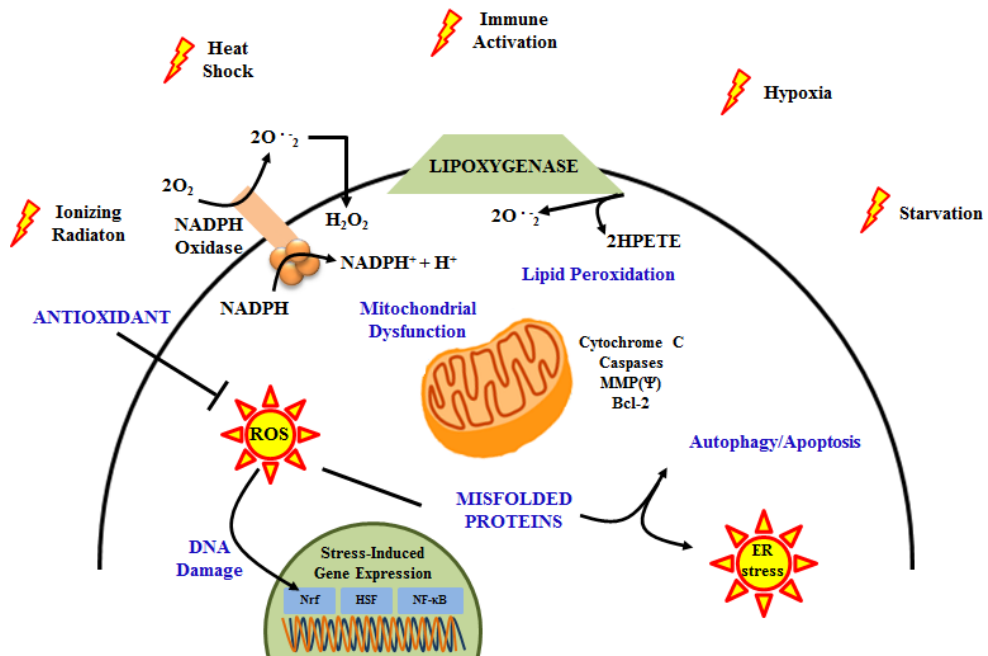 Immune
Activation
Heat
Shock
Hypoxia
2O·-₂
LIPOXYGENASE
2O₂
Ionizing
Radiaton
NADPH
Oxidase
H₂O₂
2O·-₂
Starvation
2HPETE
NADPH⁺ + H⁺
Lipid Peroxidation
NADPH
Mitochondrial
Dysfunction
ANTIOXIDANT
Cytochrome C
Caspases
MMP(Ψ)
Bcl-2
ROS
Autophagy/Apoptosis
MISFOLDED
PROTEINS
DNA
Damage
Stress-Induced
Gene Expression
ER
stress
Nrf
HSF
NF-κB